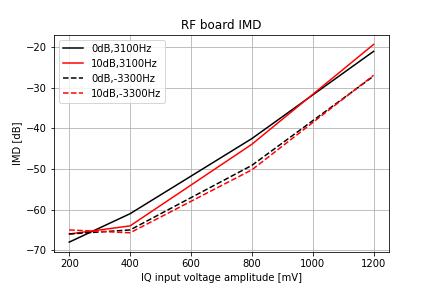 RF board IMD
0dB,3100Hz
10dB,3100Hz
0dB,-3300Hz
10dB,-3300Hz
IMD [dB]
−20
−30
−40
−50
−60
−70
200 400 600 800 1000 1200
IQ input voltage amplitude [mV]